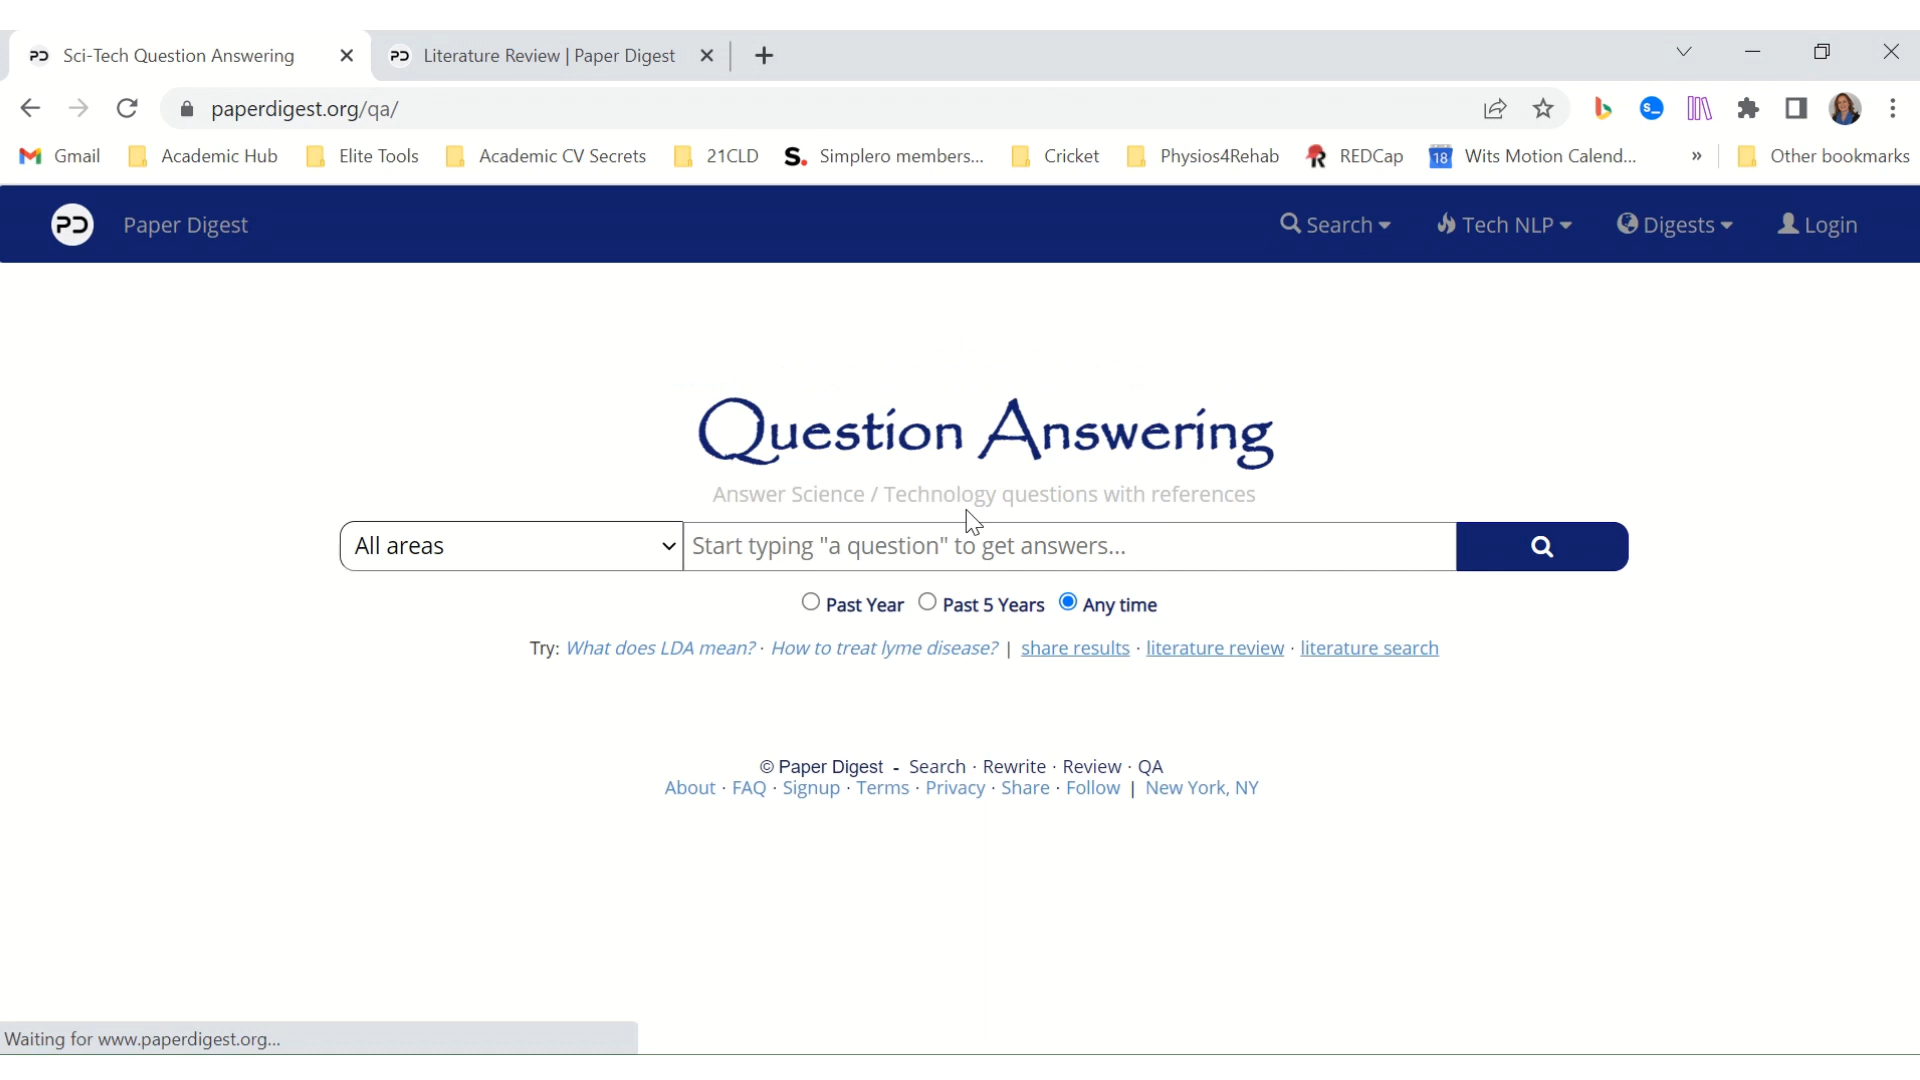 Sci-Tech Question Answering
Literature Review | Paper Digest
paperdigest.org/qa/
Gmail Academic Hub Elite Tools Academic CV Secrets 21CLD S. Simplero members... Cricket Physios4Rehab REDCap 18 Wits Motion Calend... » Other bookmarks
PD Paper Digest Search Tech NLP Digests Login
Question Answering
Answer Science / Technology questions with references
All areas Start typing "a question" to get answers...
Past Year Past 5 Years Any time
Try: What does LDA mean? · How to treat lyme disease? | share results · literature review · literature search
© Paper Digest - Search · Rewrite · Review · QA
About · FAQ · Signup · Terms · Privacy · Share · Follow | New York, NY
Waiting for www.paperdigest.org...